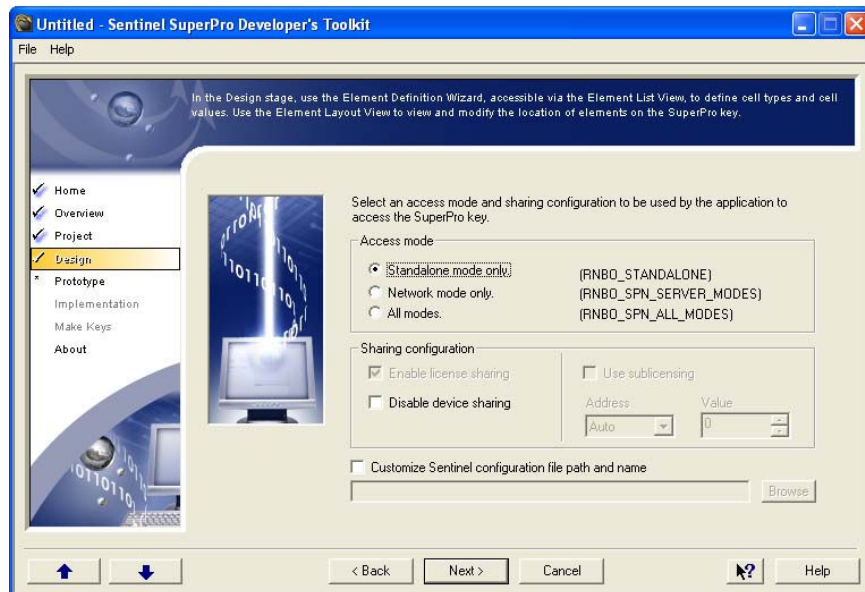 Untitled - Sentinel SuperPro Developer's Toolkit
File Help
In the Design stage, use the Element Definition Wizard, accessible via the Element List View, to define cell types and cell
values. Use the Element Layout View to view and modify the location of elements on the SuperPro key.
Home
Overview
Project
Design
Prototype
Implementation
Make Keys
About
Select an access mode and sharing configuration to be used by the application to
access the SuperPro key.
Access mode
Standalone mode only. (RNBO_STANDALONE)
Network mode only. (RNBO_SPN_SERVER_MODES)
All modes. (RNBO_SPN_ALL_MODES)
Sharing configuration
Enable license sharing Use sublicensing
Disable device sharing Address Value
Auto 0
Customize Sentinel configuration file path and name
Browse
< Back Next > Cancel Help